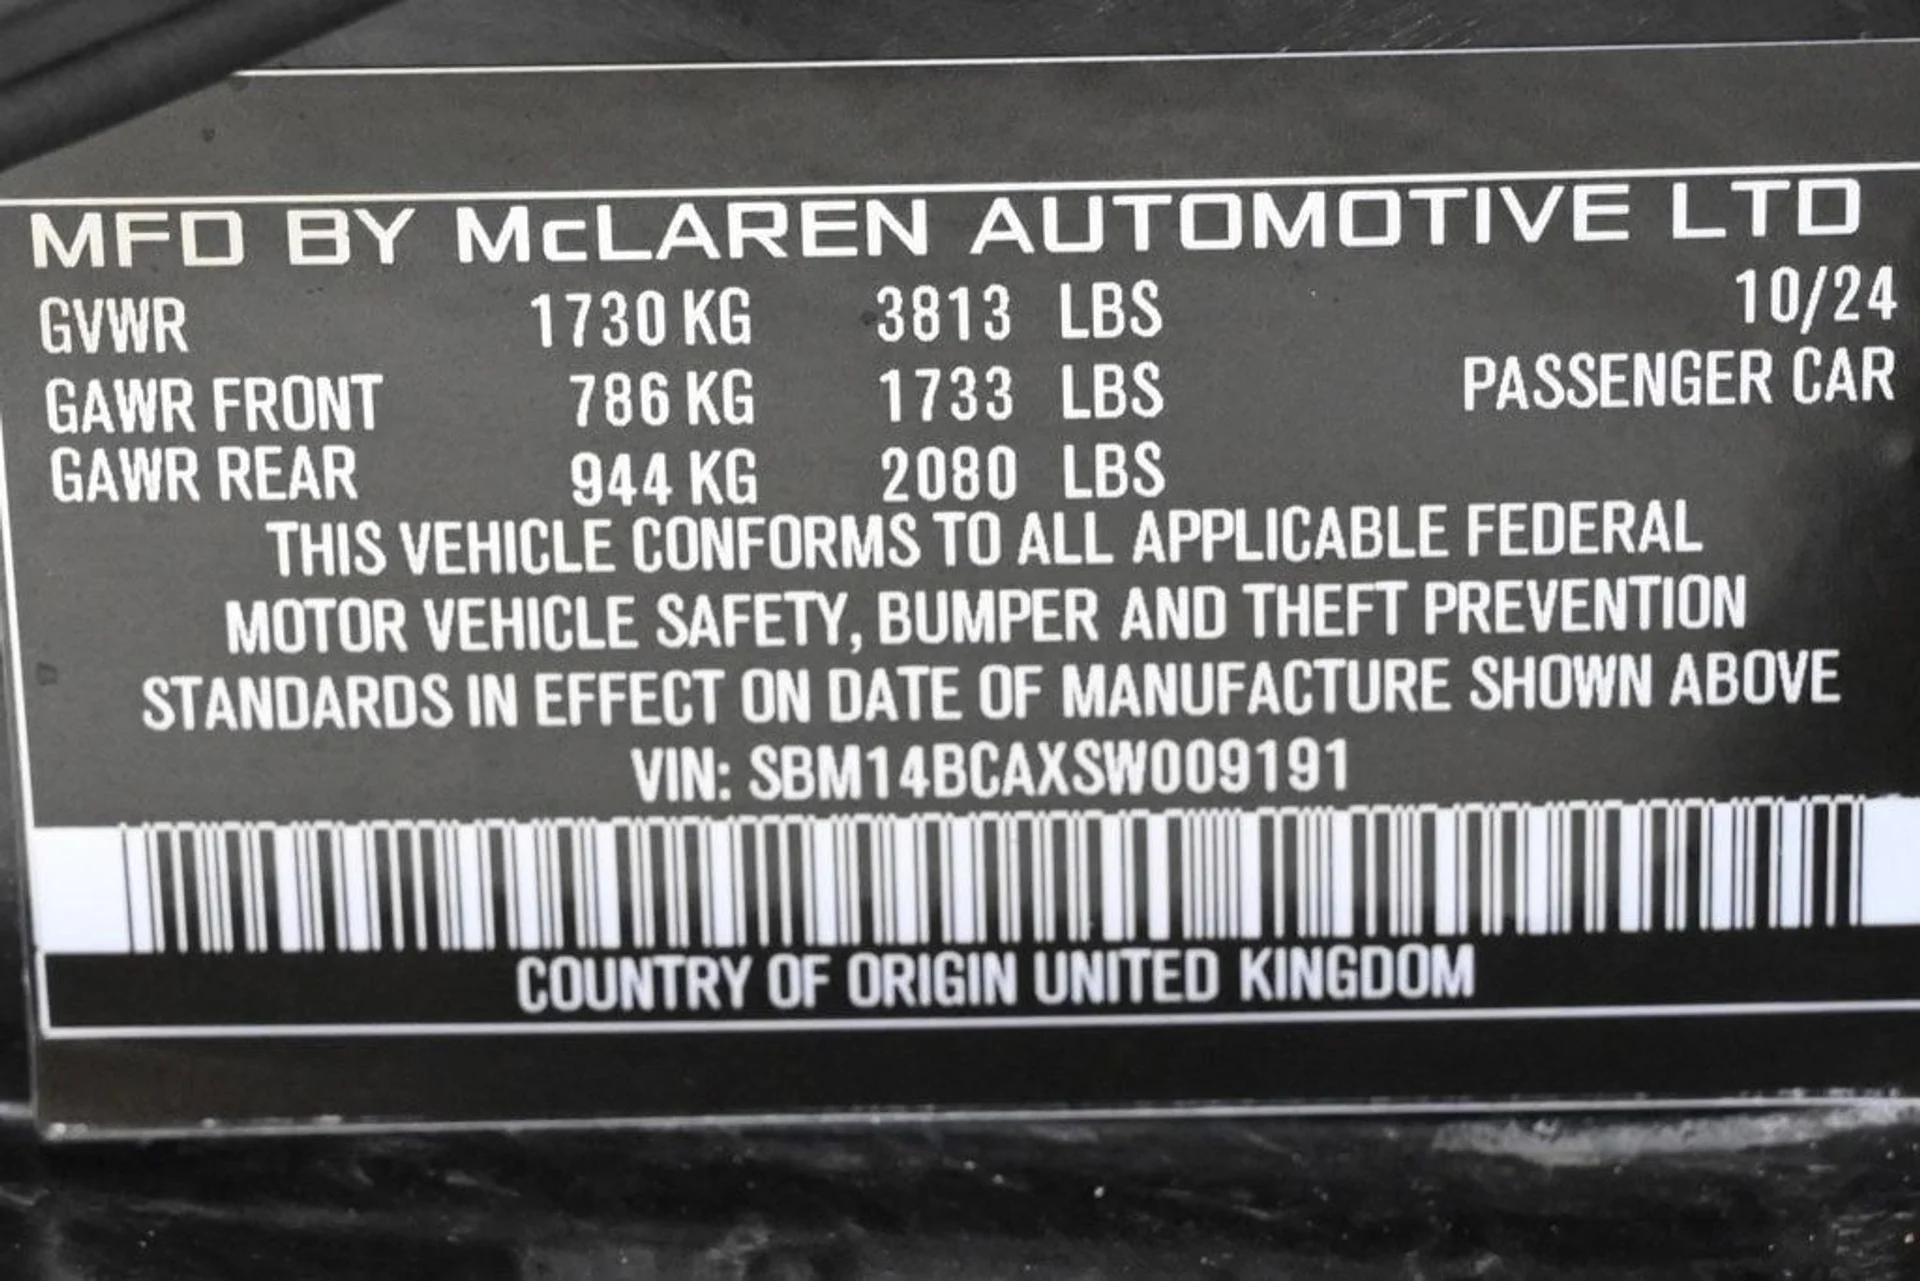 MFD BY McLAREN AUTOMOTIVE LTD
GVWR 1730 KG 3813 LBS 10/24
GAWR FRONT 786 KG 1733 LBS PASSENGER CAR
GAWR REAR 944 KG 2080 LBS
THIS VEHICLE CONFORMS TO ALL APPLICABLE FEDERAL
MOTOR VEHICLE SAFETY, BUMPER AND THEFT PREVENTION
STANDARDS IN EFFECT ON DATE OF MANUFACTURE SHOWN ABOVE
VIN: SBM14BCAXSW009191
COUNTRY OF ORIGIN UNITED KINGDOM